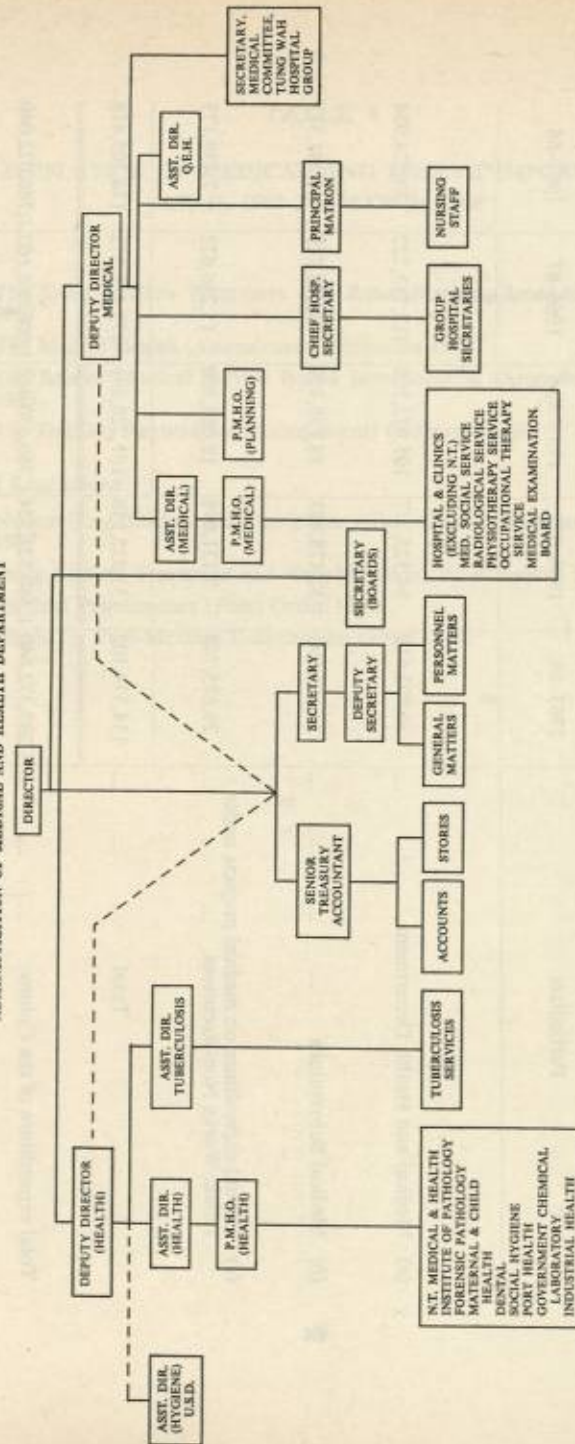 ADMINISTRATION OF MEDICAL AND HEALTH DEPARTMENT
DIRECTOR
DEPUTY DIRECTOR
(HEALTH)
DEPUTY DIRECTOR
MEDICAL
ASST. DIR.
(HYGIENE)
U.S.D.
ASST. DIR.
(HEALTH)
P.M.H.O.
(HEALTH)
N.T. MEDICAL & HEALTH
INSTITUTE OF PATHOLOGY
FORENSIC PATHOLOGY
MATERNAL & CHILD
HEALTH
DENTAL
SOCIAL HYGIENE
PORT HEALTH
GOVERNMENT CHEMICAL
LABORATORY
INDUSTRIAL HEALTH
ASST. DIR.
TUBERCULOSIS
TUBERCULOSIS
SERVICES
SENIOR
TREASURY
ACCOUNTANT
ACCOUNTS
STORES
SECRETARY
DEPUTY
SECRETARY
GENERAL
MATTERS
PERSONNEL
MATTERS
SECRETARY
(BOARDS)
ASST. DIR.
(MEDICAL)
P.M.H.O.
(MEDICAL)
HOSPITAL & CLINICS
(EXCLUDING N.T.)
MED. SOCIAL SERVICE
RADIOLOGICAL SERVICE
PHYSIOTHERAPY SERVICE
OCCUPATIONAL THERAPY
SERVICE
MEDICAL EXAMINATION
BOARD
P.M.H.O.
(PLANNING)
CHIEF HOSP.
SECRETARY
GROUP
HOSPITAL
SECRETARIES
PRINCIPAL
MATRON
NURSING
STAFF
ASST. DIR.
Q.E.H.
SECRETARY,
MEDICAL
COMMITTEE,
TUNG WAH
HOSPITAL
GROUP